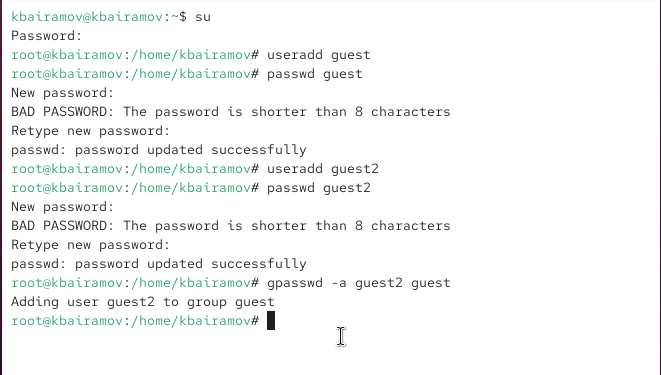 kbairamov@kbairamov:~$ su
Password:
root@kbairamov:/home/kbairamov# useradd guest
root@kbairamov:/home/kbairamov# passwd guest
New password:
BAD PASSWORD: The password is shorter than 8 characters
Retype new password:
passwd: password updated successfully
root@kbairamov:/home/kbairamov# useradd guest2
root@kbairamov:/home/kbairamov# passwd guest2
New password:
BAD PASSWORD: The password is shorter than 8 characters
Retype new password:
passwd: password updated successfully
root@kbairamov:/home/kbairamov# gpasswd -a guest2 guest
Adding user guest2 to group guest
root@kbairamov:/home/kbairamov#